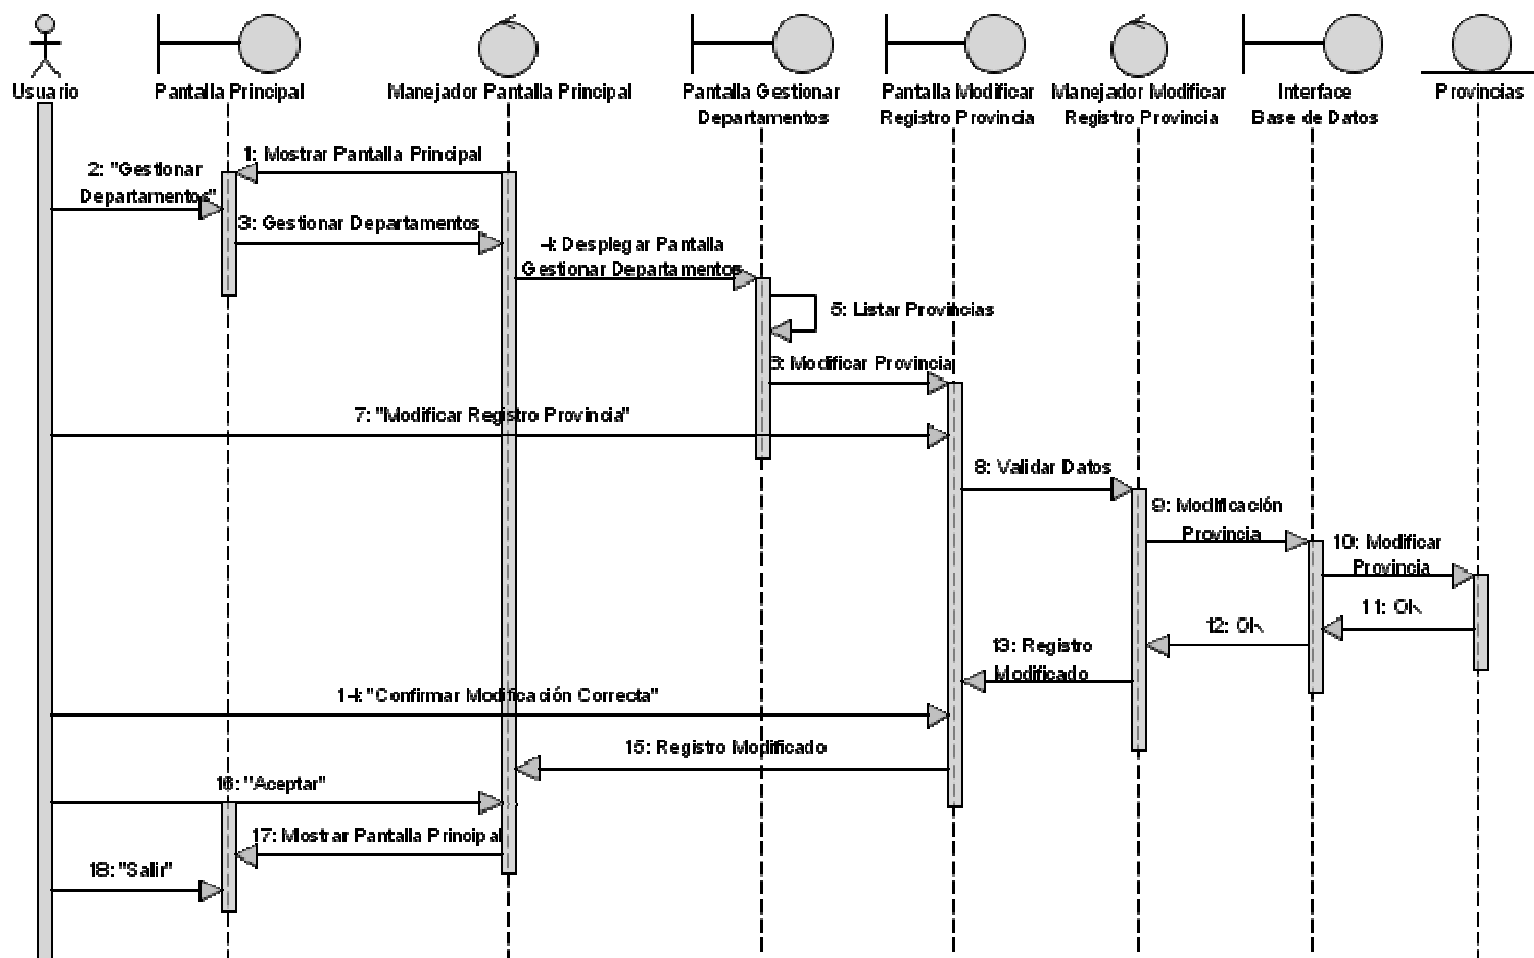 Usuario
Pantalla Principal
Manejador Pantalla Principal
Pantalla Gestionar
Departamentos
Pantalla Modificar
Registro Provincia
Manejador Modificar
Registro Provincia
Interface
Base de Datos
Provincias
1: Mostrar Pantalla Principal
2: "Gestionar
Departamentos"
3: Gestionar Departamentos
4: Desplegar Pantalla
Gestionar Departamentos
5: Listar Provincias
6: Modificar Provincia
7: "Modificar Registro Provincia"
8: Validar Datos
9: Modificación
Provincia
10: Modificar
Provincia
11: Ok
12: Ok
13: Registro
Modificado
14: "Confirmar Modificación Correcta"
15: Registro Modificado
16: "Aceptar"
17: Mostrar Pantalla Principal
18: "Salir"